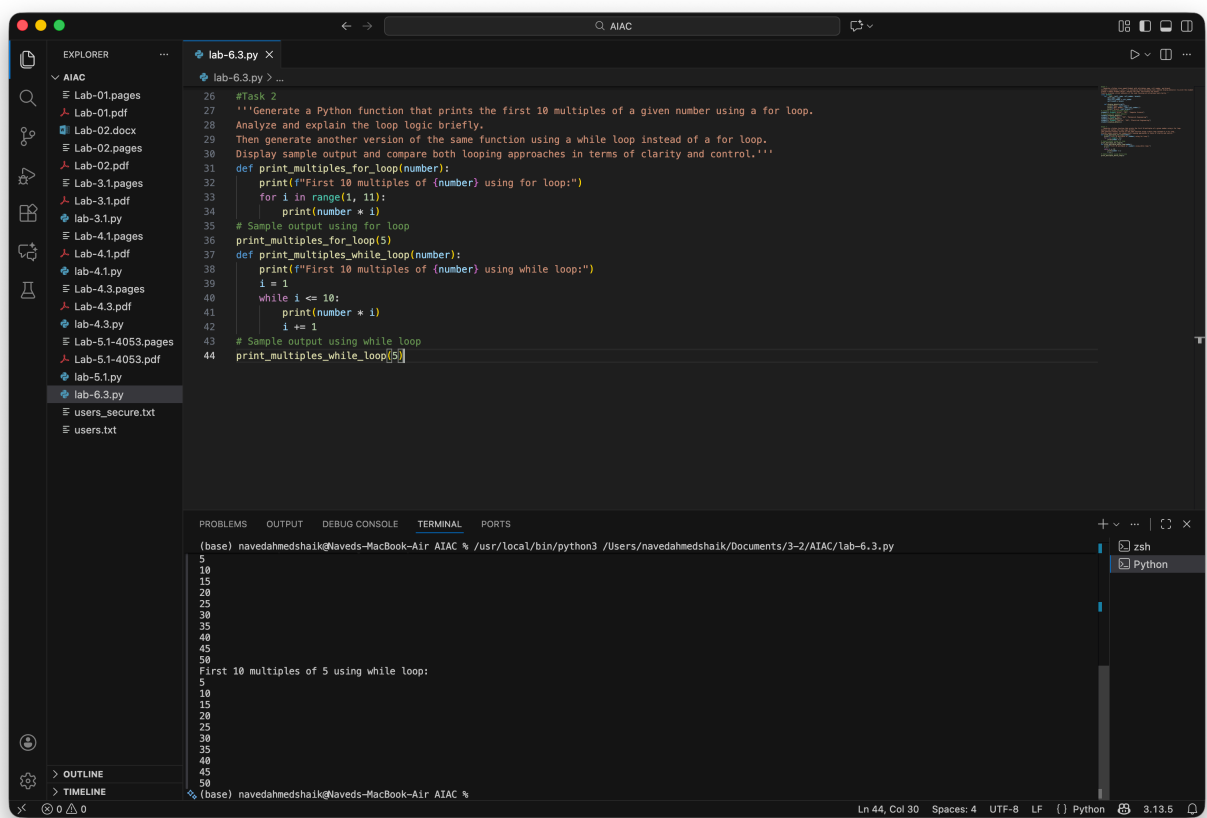 AIAC
EXPLORER
AIAC
Lab-01.pages
Lab-01.pdf
Lab-02.docx
Lab-02.pages
Lab-02.pdf
Lab-3.1.pages
Lab-3.1.pdf
lab-3.1.py
Lab-4.1.pages
Lab-4.1.pdf
lab-4.1.py
Lab-4.3.pages
Lab-4.3.pdf
lab-4.3.py
Lab-5.1-4053.pages
Lab-5.1-4053.pdf
lab-5.1.py
lab-6.3.py
users_secure.txt
users.txt
OUTLINE
TIMELINE
lab-6.3.py
lab-6.3.py > ...
26 #Task 2
27 '''Generate a Python function that prints the first 10 multiples of a given number using a for loop.
28 Analyze and explain the loop logic briefly.
29 Then generate another version of the same function using a while loop instead of a for loop.
30 Display sample output and compare both looping approaches in terms of clarity and control.'''
31 def print_multiples_for_loop(number):
32     print(f"First 10 multiples of {number} using for loop:")
33     for i in range(1, 11):
34         print(number * i)
35 # Sample output using for loop
36 print_multiples_for_loop(5)
37 def print_multiples_while_loop(number):
38     print(f"First 10 multiples of {number} using while loop:")
39     i = 1
40     while i <= 10:
41         print(number * i)
42         i += 1
43 # Sample output using while loop
44 print_multiples_while_loop(5)
PROBLEMS OUTPUT DEBUG CONSOLE TERMINAL PORTS
(base) navedahmedshaik@Naveds-MacBook-Air AIAC % /usr/local/bin/python3 /Users/navedahmedshaik/Documents/3-2/AIAC/lab-6.3.py
5
10
15
20
25
30
35
40
45
50
First 10 multiples of 5 using while loop:
5
10
15
20
25
30
35
40
45
50
(base) navedahmedshaik@Naveds-MacBook-Air AIAC %
zsh
Python
0 0
Ln 44, Col 30 Spaces: 4 UTF-8 LF {} Python 3.13.5